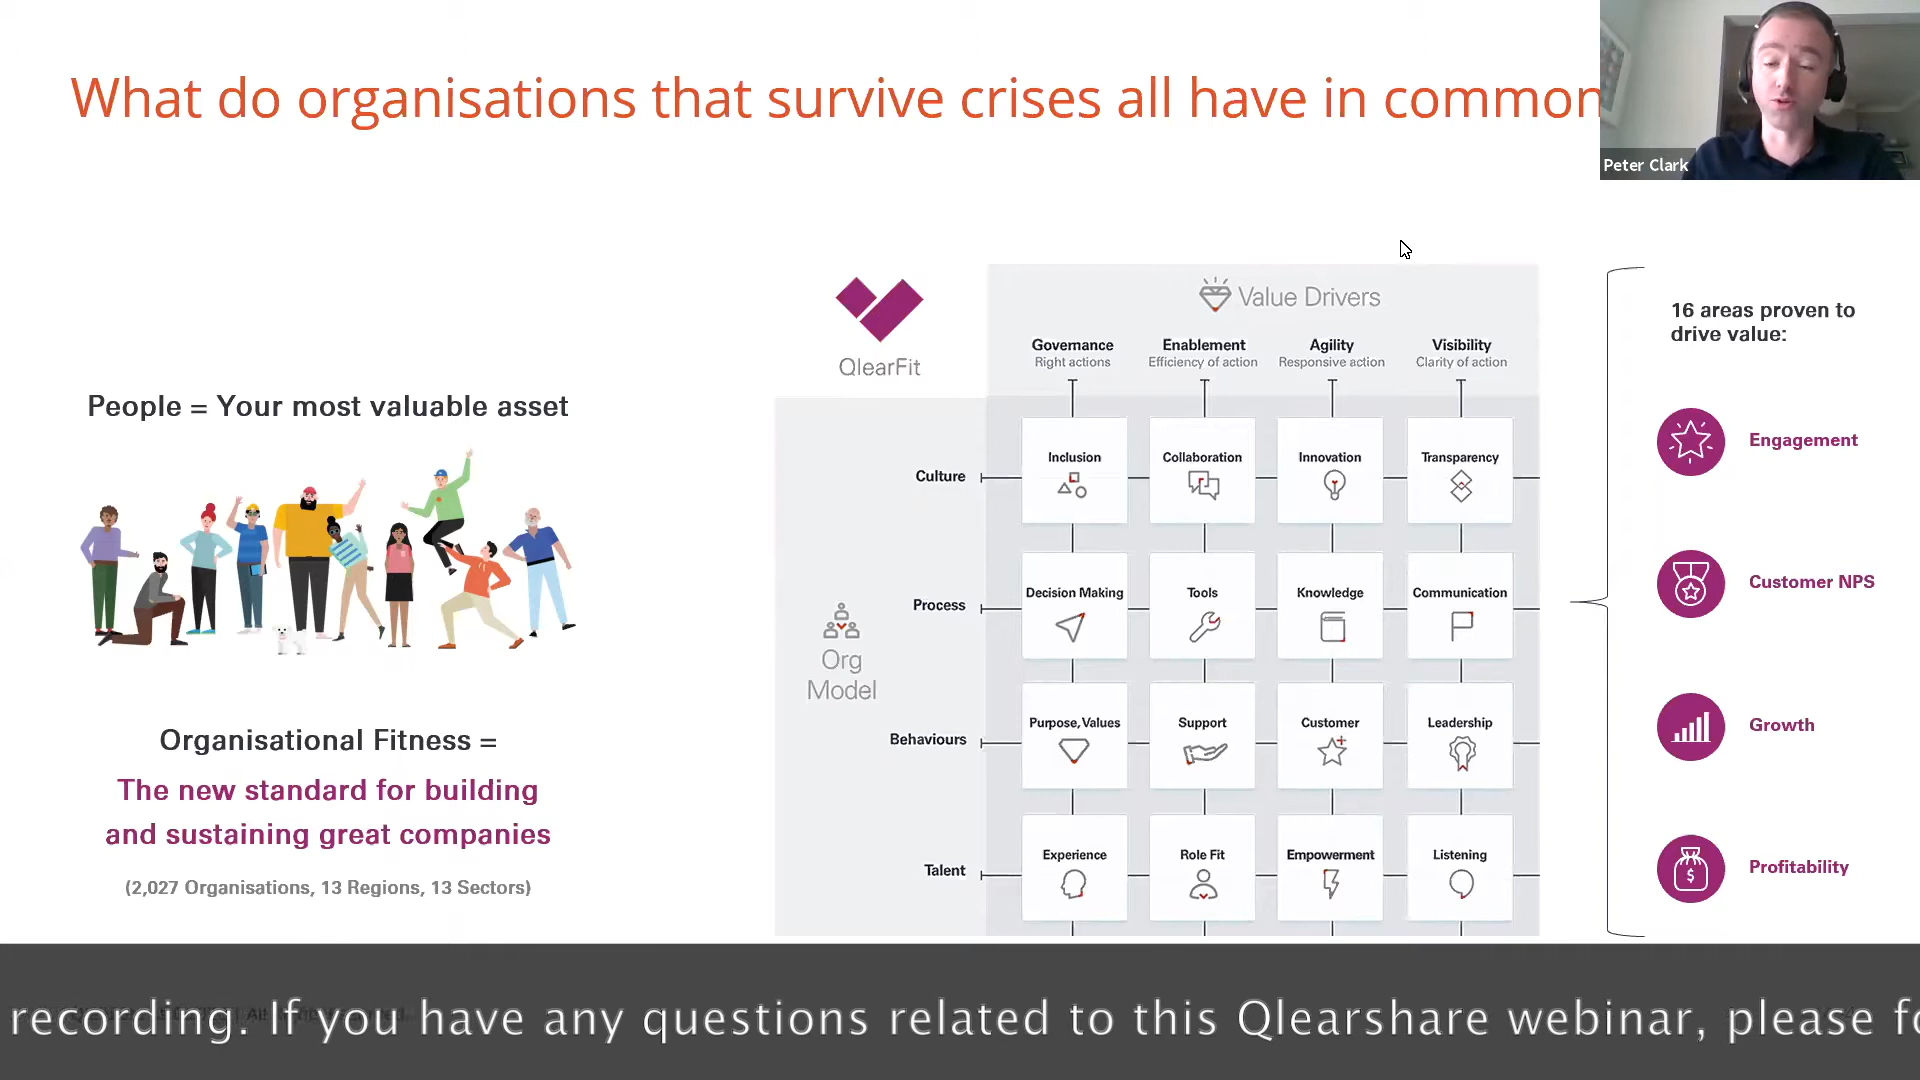 What do organisations that survive crises all have in common
Peter Clark
People = Your most valuable asset
Organisational Fitness =
The new standard for building
and sustaining great companies
(2,027 Organisations, 13 Regions, 13 Sectors)
QlearFit
Value Drivers
Governance
Right actions
Enablement
Efficiency of action
Agility
Responsive action
Visibility
Clarity of action
Org
Model
Culture
Inclusion
Collaboration
Innovation
Transparency
Process
Decision Making
Tools
Knowledge
Communication
Behaviours
Purpose, Values
Support
Customer
Leadership
Talent
Experience
Role Fit
Empowerment
Listening
16 areas proven to
drive value:
Engagement
Customer NPS
Growth
Profitability
recording. If you have any questions related to this Qlearshare webinar, please fo